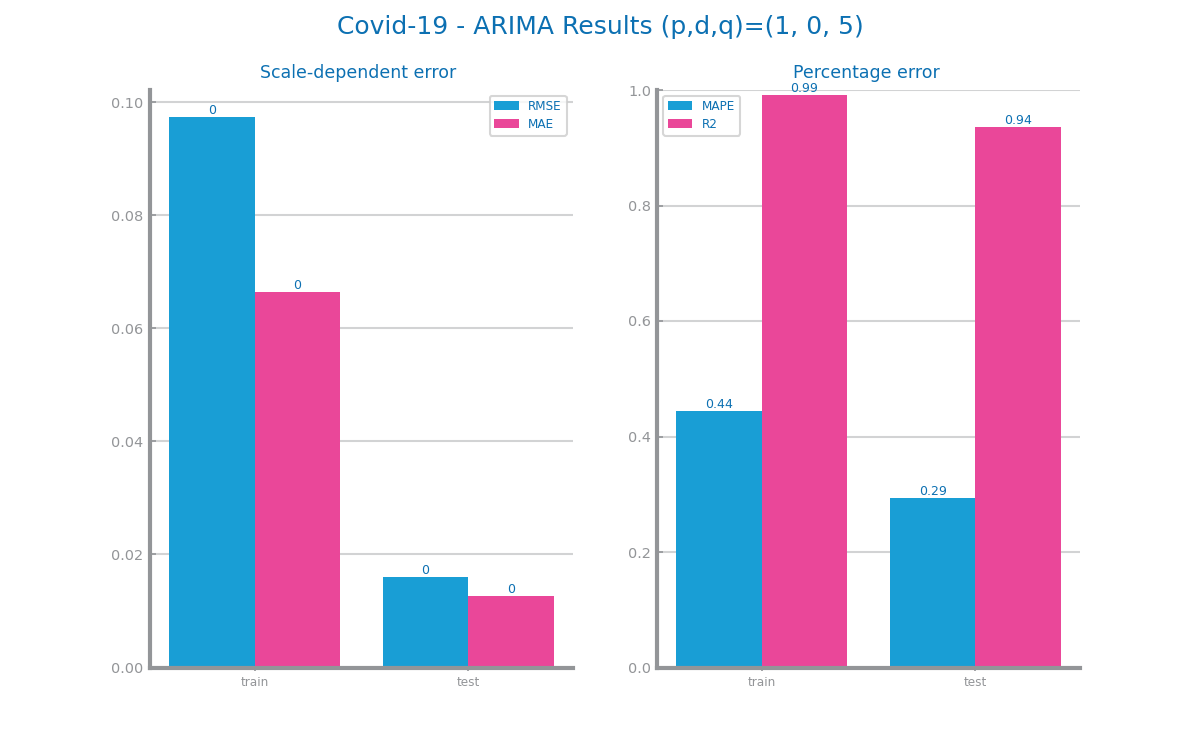 Covid-19 - ARIMA Results (p,d,q)=(1, 0, 5)
Scale-dependent error
0.10
0.08
0.06
0.04
0.02
0.00
0
0
0
0
RMSE
MAE
train
test
Percentage error
1.0
0.8
0.6
0.4
0.2
0.0
MAPE
R2
0.44
0.99
0.29
0.94
train
test